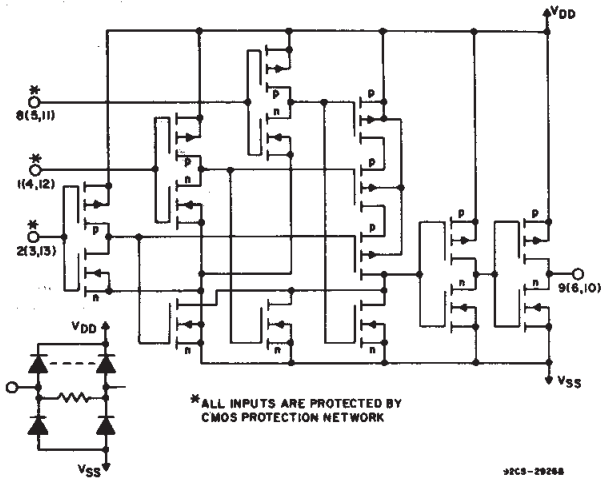 VDD
*
8(5,11)
p
n
p
*
1(4,12)
p
n
p
*
2(3,13)
p
n
p
p
p
n
n
9(6,10)
n
n
n
VDD
VSS
VSS
*ALL INPUTS ARE PROTECTED BY
CMOS PROTECTION NETWORK
92CS-29268